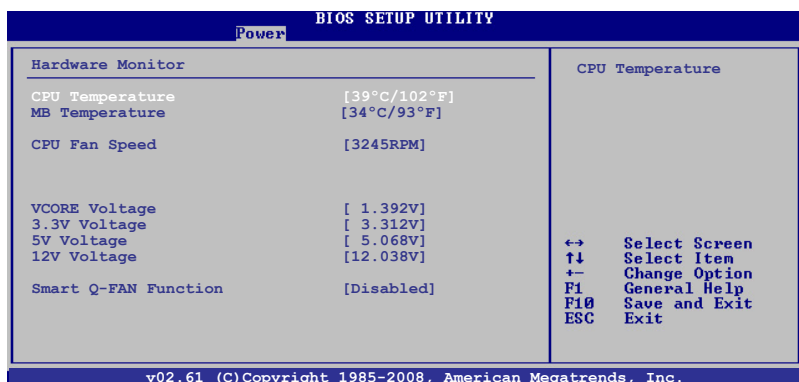 BIOS SETUP UTILITY
Power
Hardware Monitor
CPU Temperature [39°C/102°F]
MB Temperature [34°C/93°F]
CPU Fan Speed [3245RPM]
VCORE Voltage [ 1.392V]
3.3V Voltage [ 3.312V]
5V Voltage [ 5.068V]
12V Voltage [12.038V]
Smart Q-FAN Function [Disabled]
CPU Temperature
↔ Select Screen
↑↓ Select Item
+- Change Option
F1 General Help
F10 Save and Exit
ESC Exit
v02.61 (C)Copyright 1985-2008, American Megatrends, Inc.